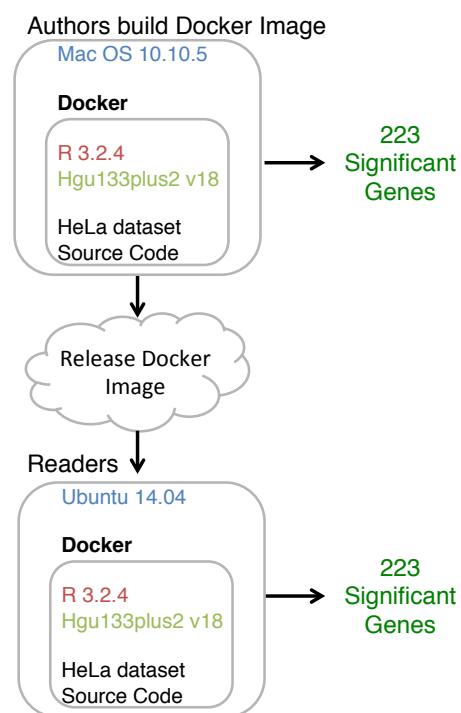 Authors build Docker Image
Mac OS 10.10.5
Docker
R 3.2.4
Hgu133plus2 v18
HeLa dataset
Source Code
223
Significant
Genes
Release Docker
Image
Readers
Ubuntu 14.04
Docker
R 3.2.4
Hgu133plus2 v18
HeLa dataset
Source Code
223
Significant
Genes